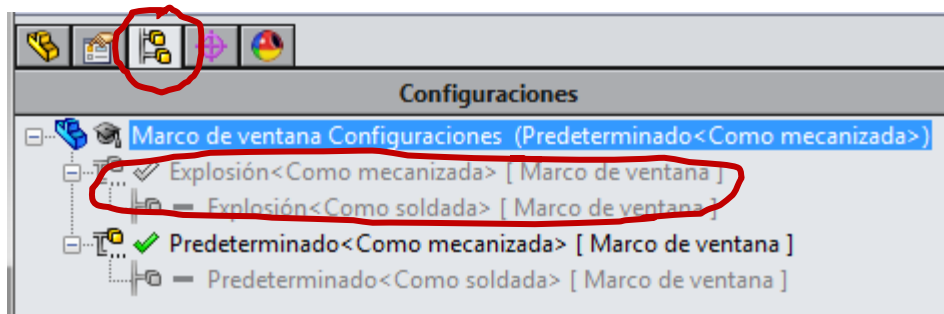 Configuraciones
Marco de ventana Configuraciones (Predeterminado<Como mecanizada>)
Explosión<Como mecanizada> [ Marco de ventana ]
Explosión<Como soldada> [ Marco de ventana ]
Predeterminado<Como mecanizada> [ Marco de ventana ]
Predeterminado<Como soldada> [ Marco de ventana ]